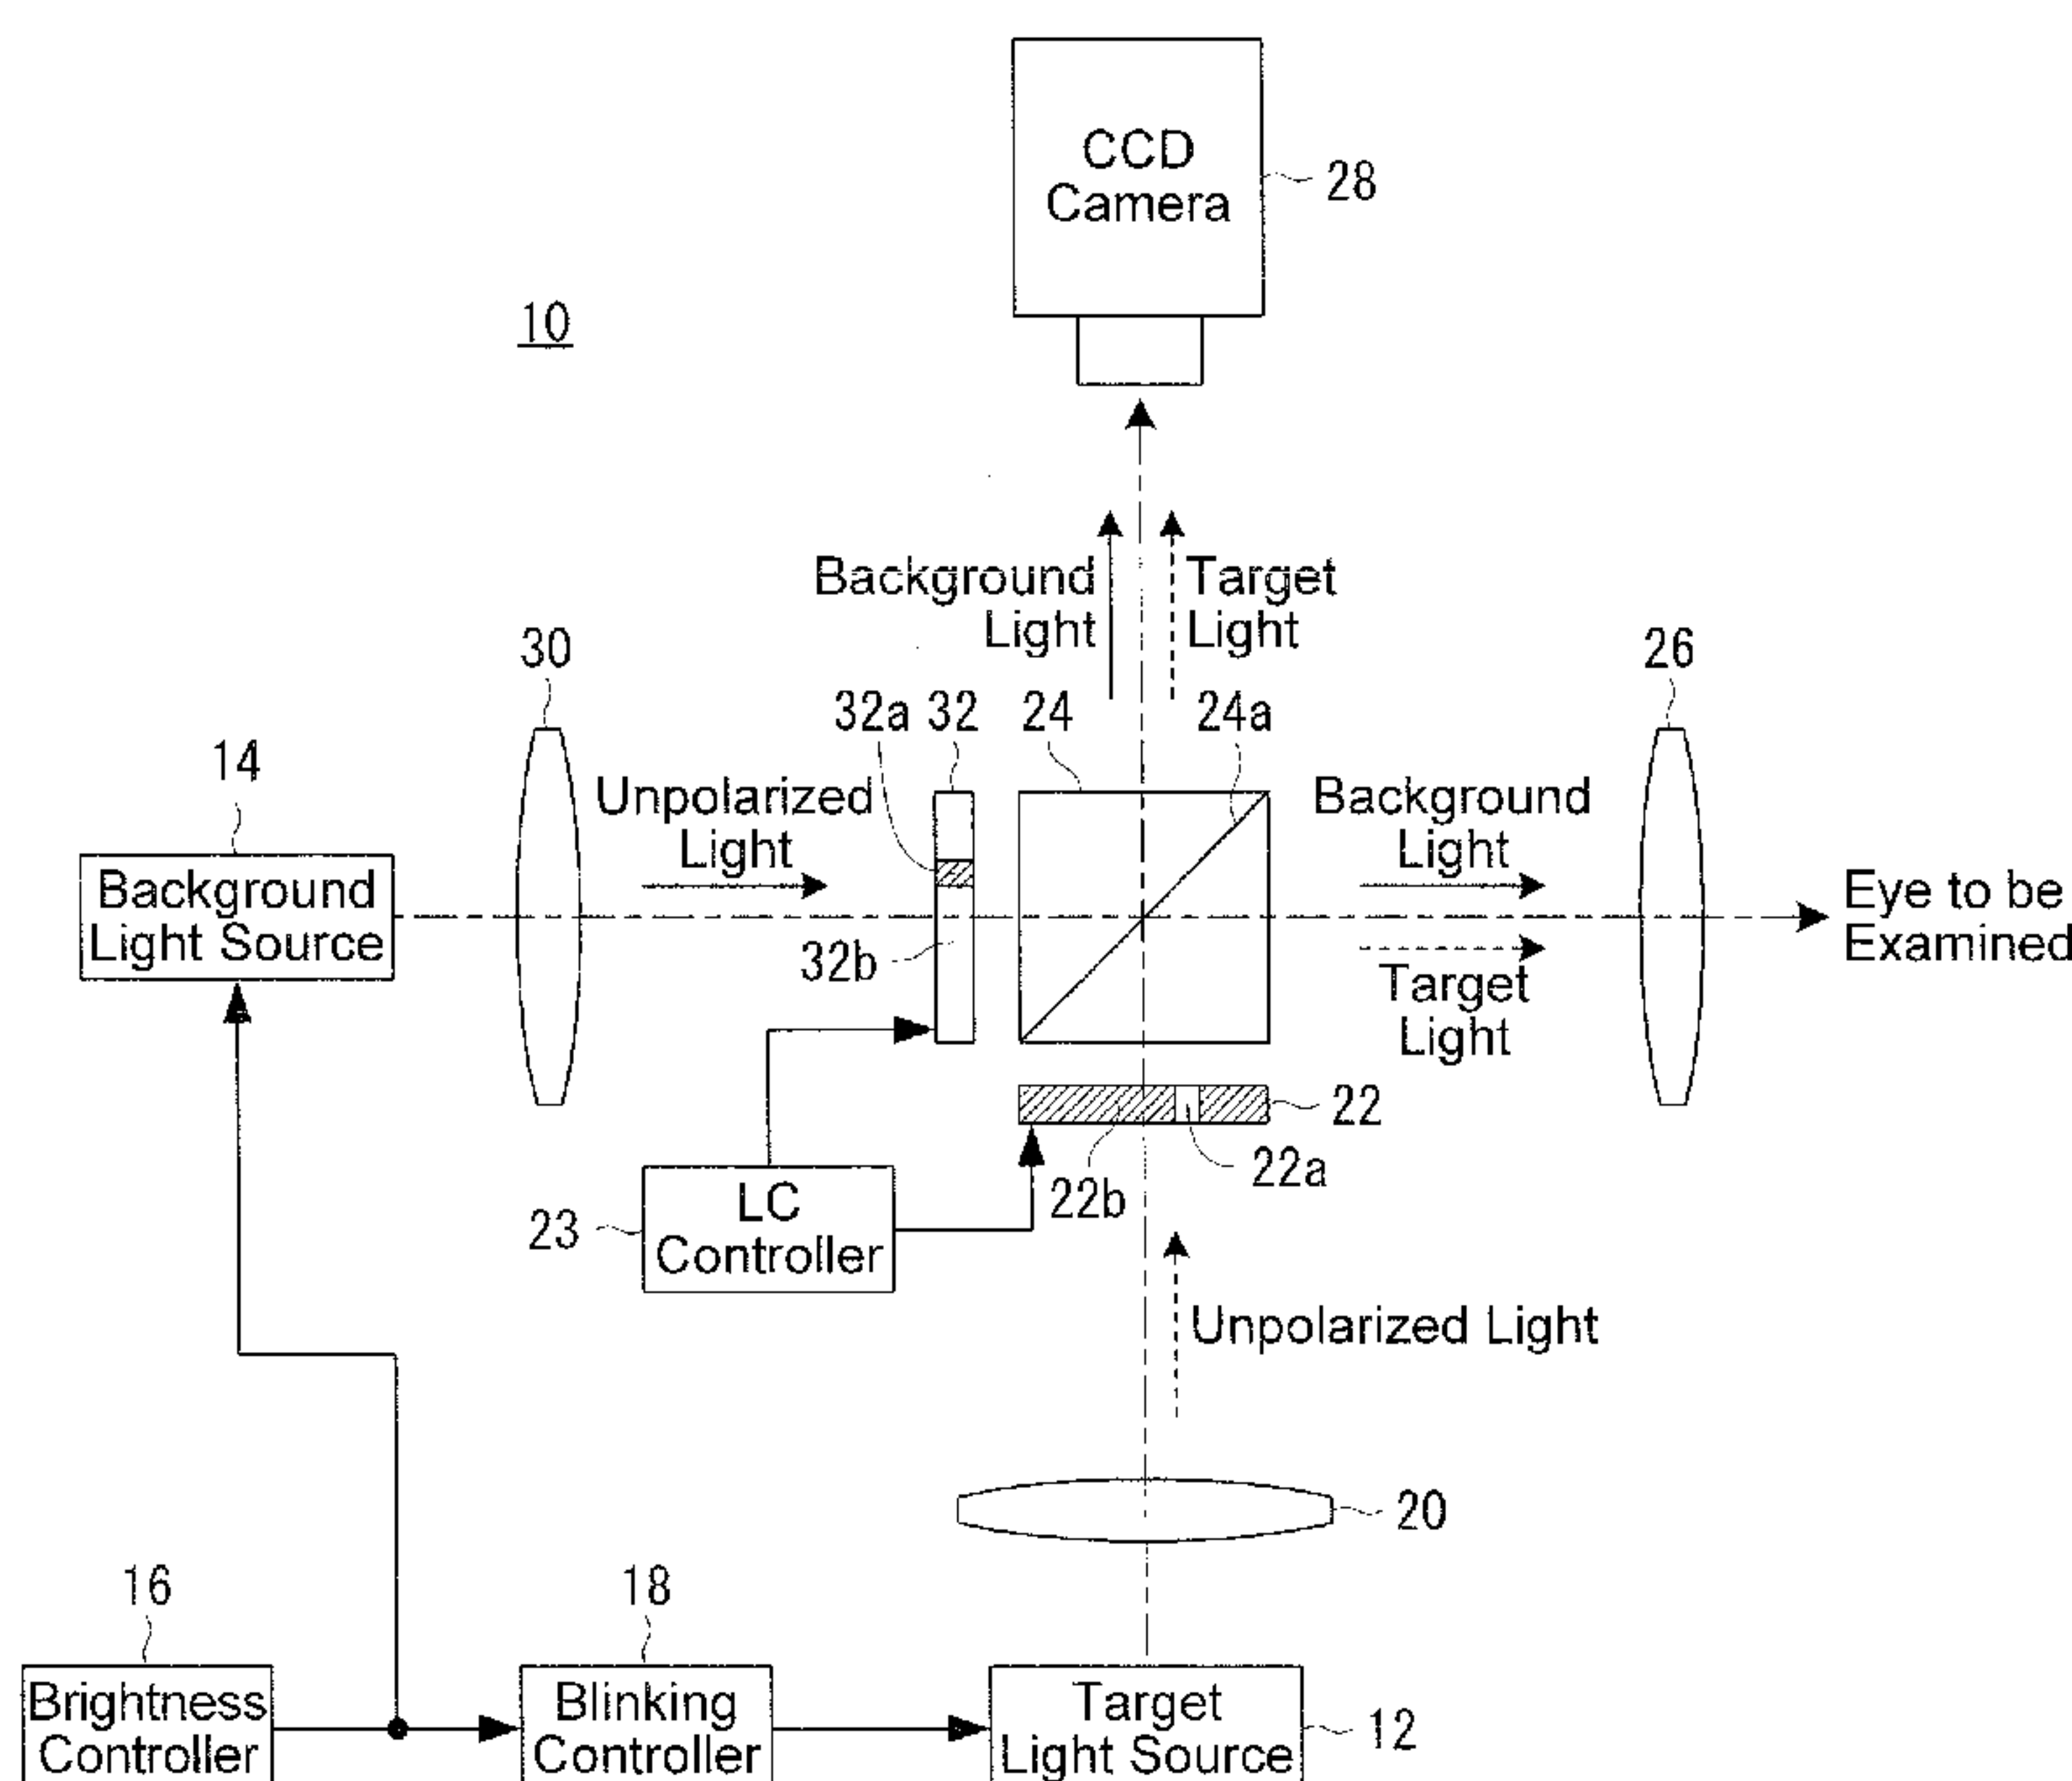 CCD
Camera
28
10
Background
Light
Target
Light
30
26
32a
32
24
24a
14
Unpolarized
Light
Background
Light
Background
Light Source
Eye to be
Examined
32b
Target
Light
22
22a
22b
LC
Controller
23
Unpolarized Light
20
16
18
Brightness
Controller
Blinking
Controller
Target
Light Source
12